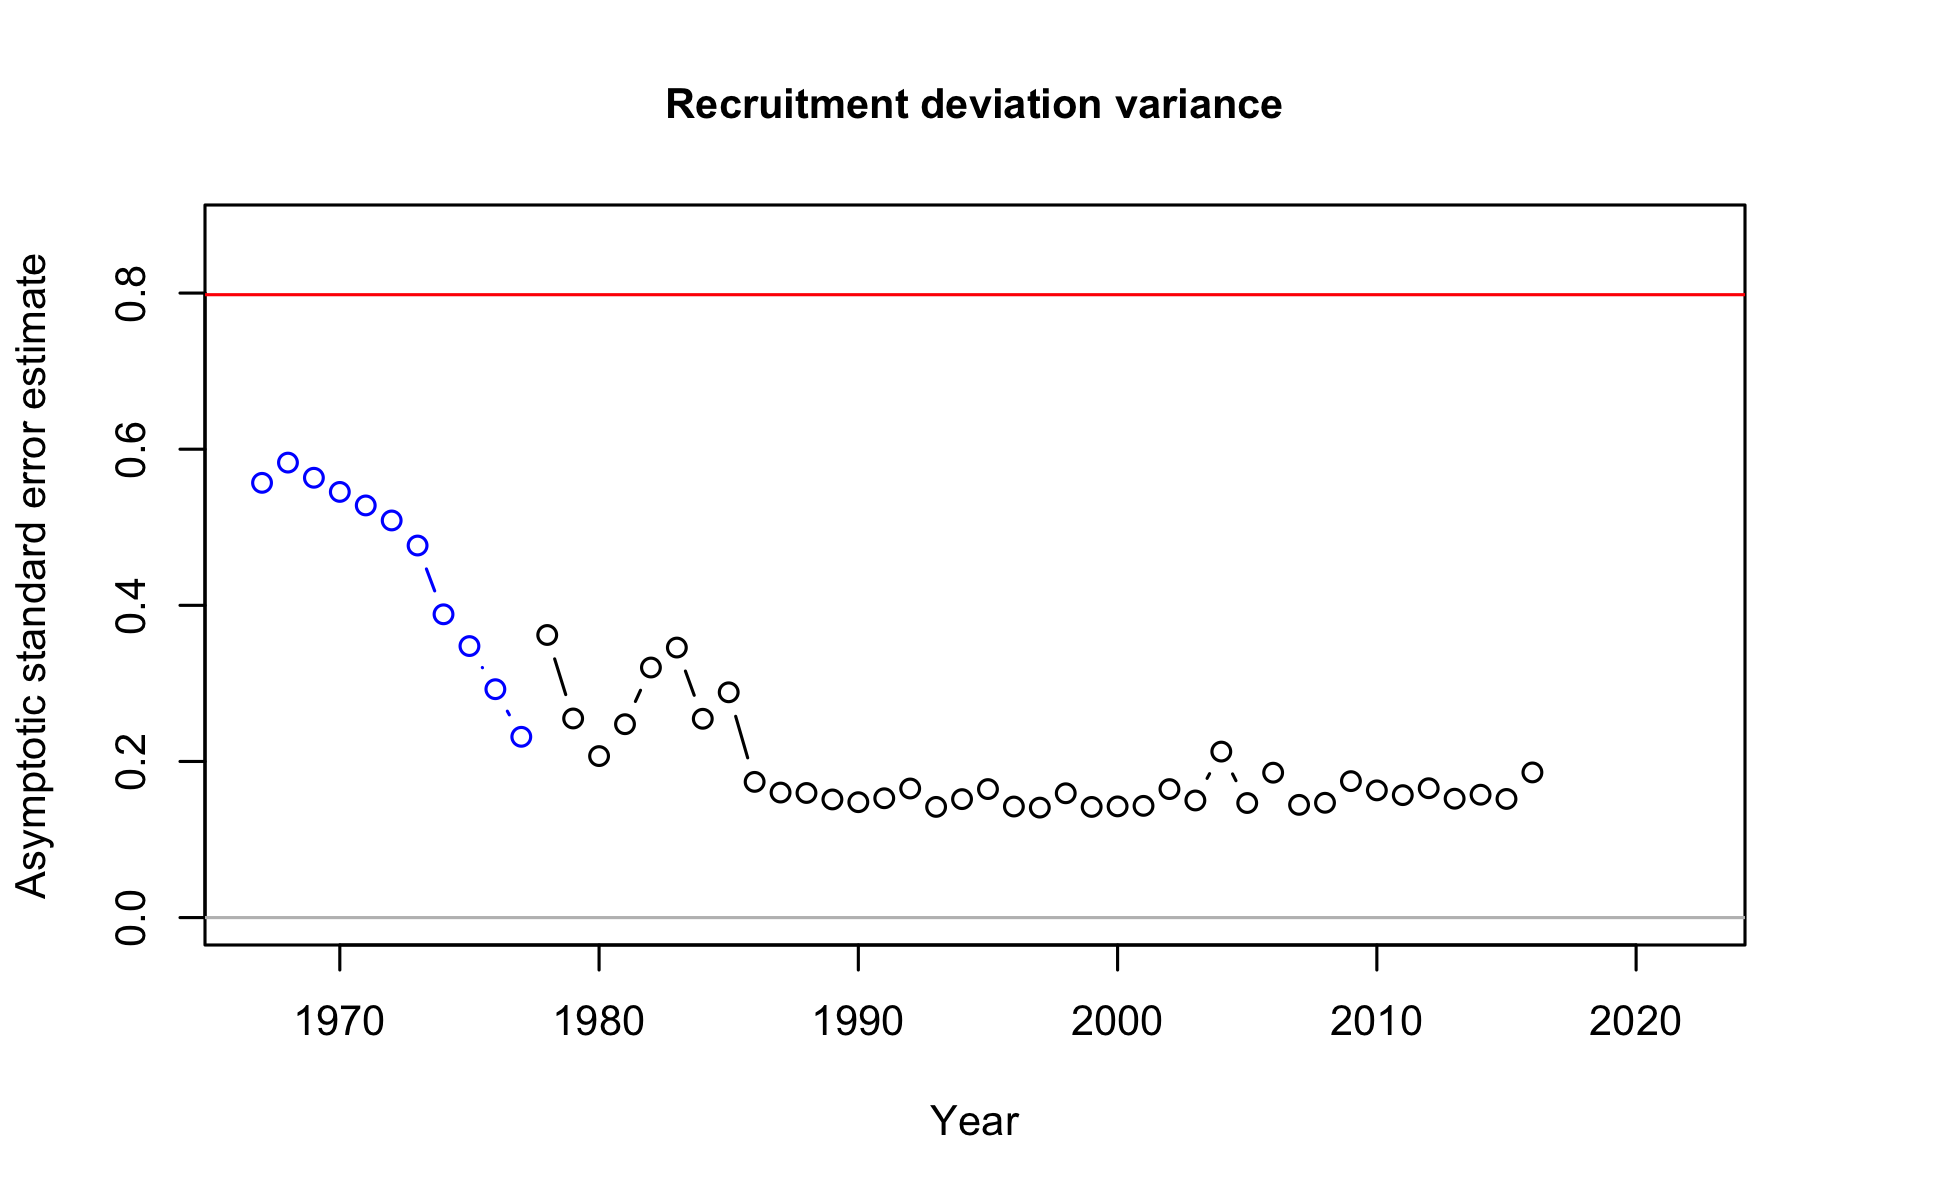 Recruitment deviation variance
Asymptotic standard error estimate
0.8
0.6
0.4
0.2
0.0
1970 1980 1990 2000 2010 2020
Year